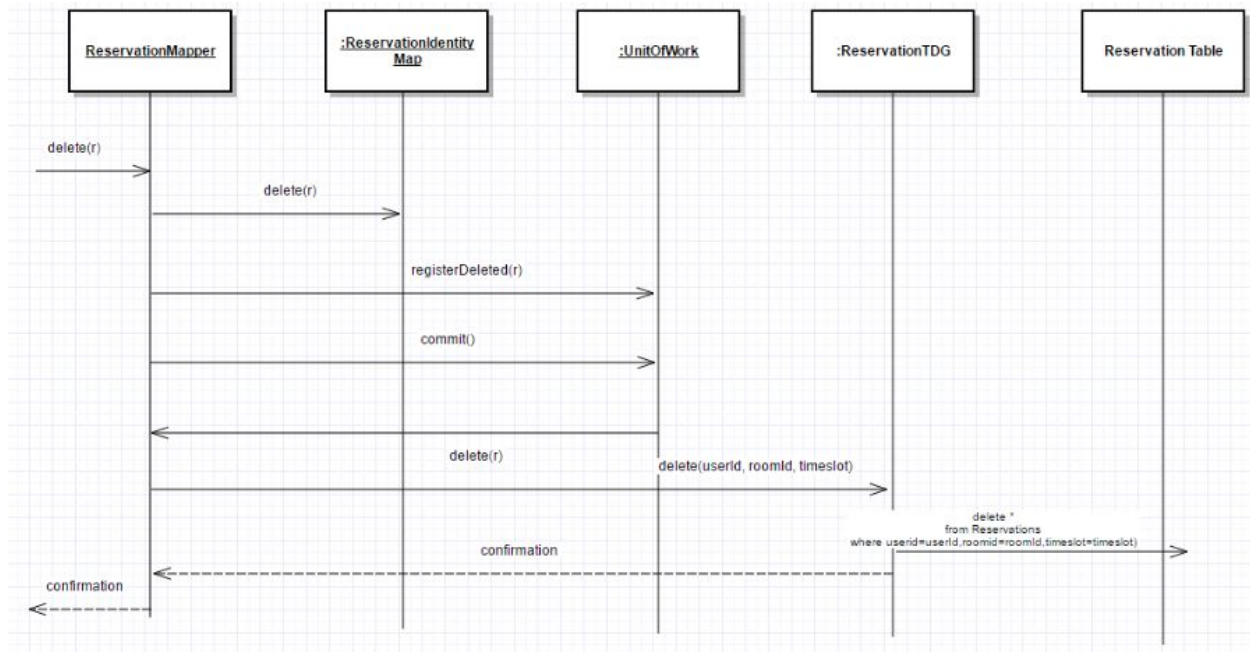 ReservationMapper
:ReservationIdentity
Map
:UnitOfWork
:ReservationTDG
Reservation Table
delete(r)
delete(r)
registerDeleted(r)
commit()
delete(r)
delete(userId, roomId, timeslot)
delete *
from Reservations
where userid=userId,roomid=roomId,timeslot=timeslot)
confirmation
confirmation